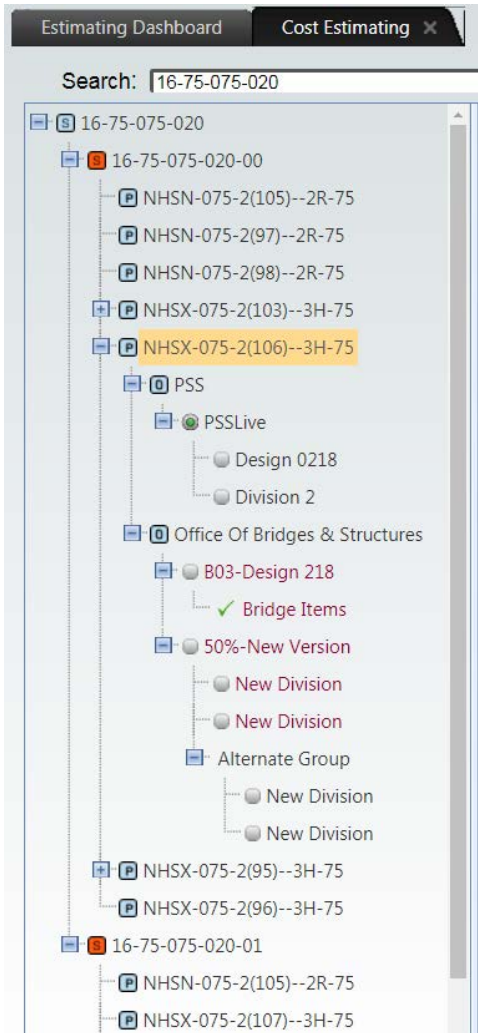 Estimating Dashboard Cost Estimating ×
Search: 16-75-075-020
S 16-75-075-020
S 16-75-075-020-00
P NHSN-075-2(105)--2R-75
P NHSN-075-2(97)--2R-75
P NHSN-075-2(98)--2R-75
P NHSX-075-2(103)--3H-75
P NHSX-075-2(106)--3H-75
O PSS
PSSLive
Design 0218
Division 2
O Office Of Bridges & Structures
B03-Design 218
Bridge Items
50%-New Version
New Division
New Division
Alternate Group
New Division
New Division
P NHSX-075-2(95)--3H-75
P NHSX-075-2(96)--3H-75
S 16-75-075-020-01
P NHSN-075-2(105)--2R-75
P NHSX-075-2(107)--3H-75